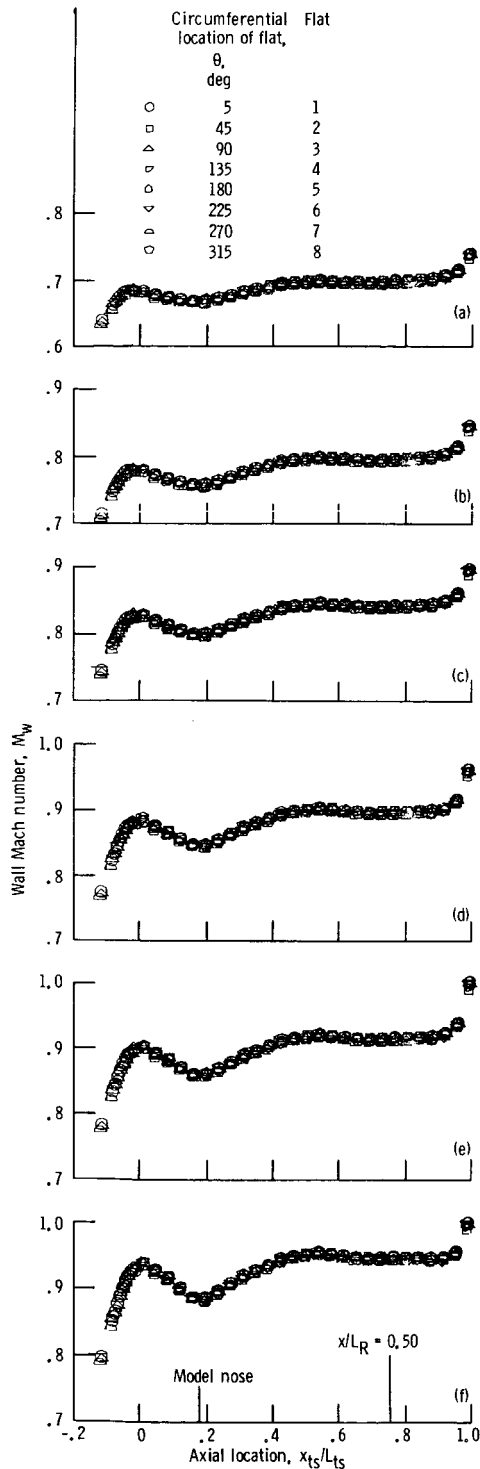 Circumferential Flat
location of flat,
θ,
deg
5 1
45 2
90 3
135 4
180 5
225 6
270 7
315 8
.8
.7
.6
(a)
.9
.8
.7
(b)
.9
.8
.7
(c)
1.0
.9
.8
.7
(d)
1.0
.9
.8
.7
(e)
1.0
.9
.8
.7
(f)
Wall Mach number, M_w
x/L_R = 0.50
Model nose
-.2 0 .2 .4 .6 .8 1.0
Axial location, x_ts/L_ts